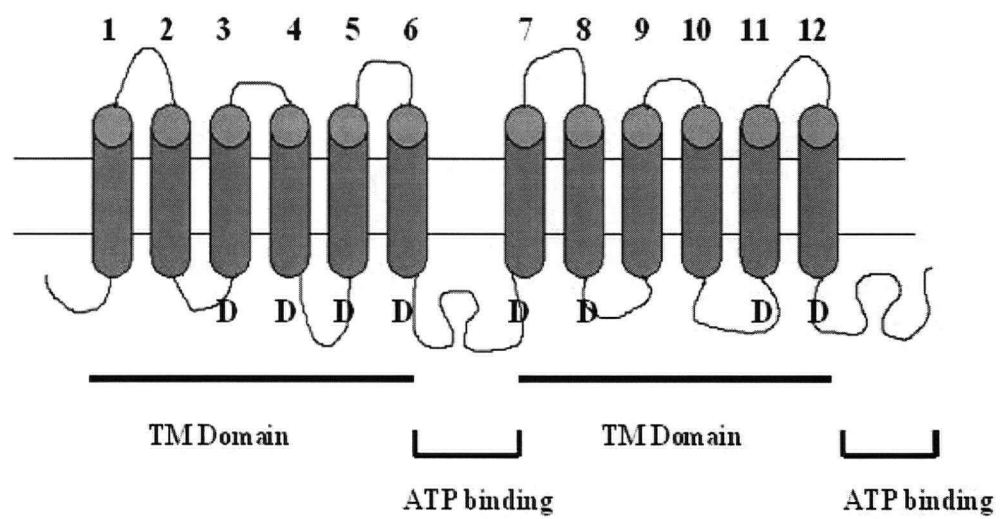 1 2 3 4 5 6 7 8 9 10 11 12
D D D D D D D D
TM Domain TM Domain
ATP binding ATP binding